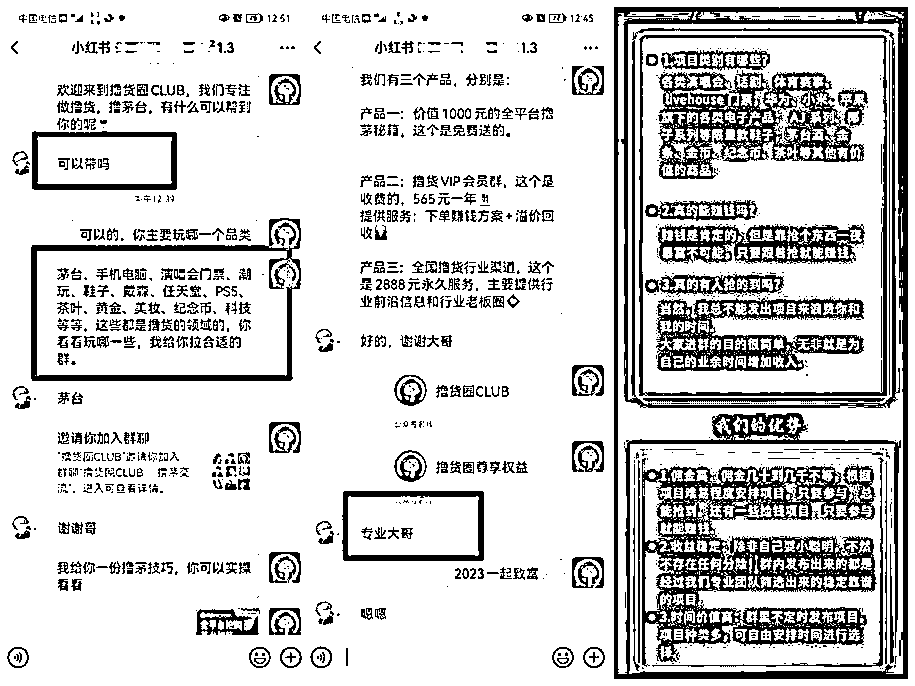 中国电信
12:51
小红书
1.3
欢迎来到撸货圈CLUB，我们专注
做撸货，撸茅台，有什么可以帮到
你的呢
可以带吗
可以的，你主要玩哪一个品类
茅台、手机电脑、演唱会门票、潮
玩、鞋子、戴森、任天堂、PS5、
茶叶、黄金、美妆、纪念币、科技
等等，这些都是撸货的领域的，你
看看玩哪一些，我给你拉合适的
群。
茅台
邀请你加入群聊
"撸货圈CLUB"邀请你加入
群聊"撸货圈CLUB 撸茅交
流"，进入可查看详情。
谢谢哥
我给你一份撸茅技巧，你可以实操
看看
中国电信
12:45
小红书
1.3
我们有三个产品，分别是：
产品一：价值1000元的全平台撸
茅秘籍，这个是免费送的。
产品二：撸货VIP会员群，这个是
收费的，565元一年
提供服务：下单赚钱方案+溢价回
收
产品三：全国撸货行业渠道，这个
是2888元永久服务，主要提供行
业前沿信息和行业老板圈
好的，谢谢大哥
撸货圈CLUB
撸货圈尊享权益
专业大哥
2023一起致富
嗯嗯
1.项目类别有哪些？
livehouse门票，华为、小米、苹果
旗下的各类电子产品，AJ系列、椰
子系列等限量款鞋子，茅台酒、金
条、金币、纪念币、茶叶等其他有价
值的商品。
2.真的能赚钱吗？
赚钱是肯定的，但是靠抢个东西一夜
暴富不可能，只要跟着抢就能赚钱。
3.真的有人抢的到吗？
当然，我总不能发出项目来浪费你和
我的时间。
大家进群的目的很简单，无非就是为
自己的业余时间增加收入。
我们的优势
1.佣金高：佣金几十到几千不等，根据
项目难易程度安排项目，只要参与，总
能抢到，还有一些给钱项目，只要参与
就能赚钱。
2.收益稳定：除非自己耍小聪明，不然
不存在任何分险！群内发布出来的都是
经过我们专业团队筛选出来的稳定靠谱
的项目
3.时间价值高：群里不定时发布项目，
项目种类多，可自由安排时间进行选
择。